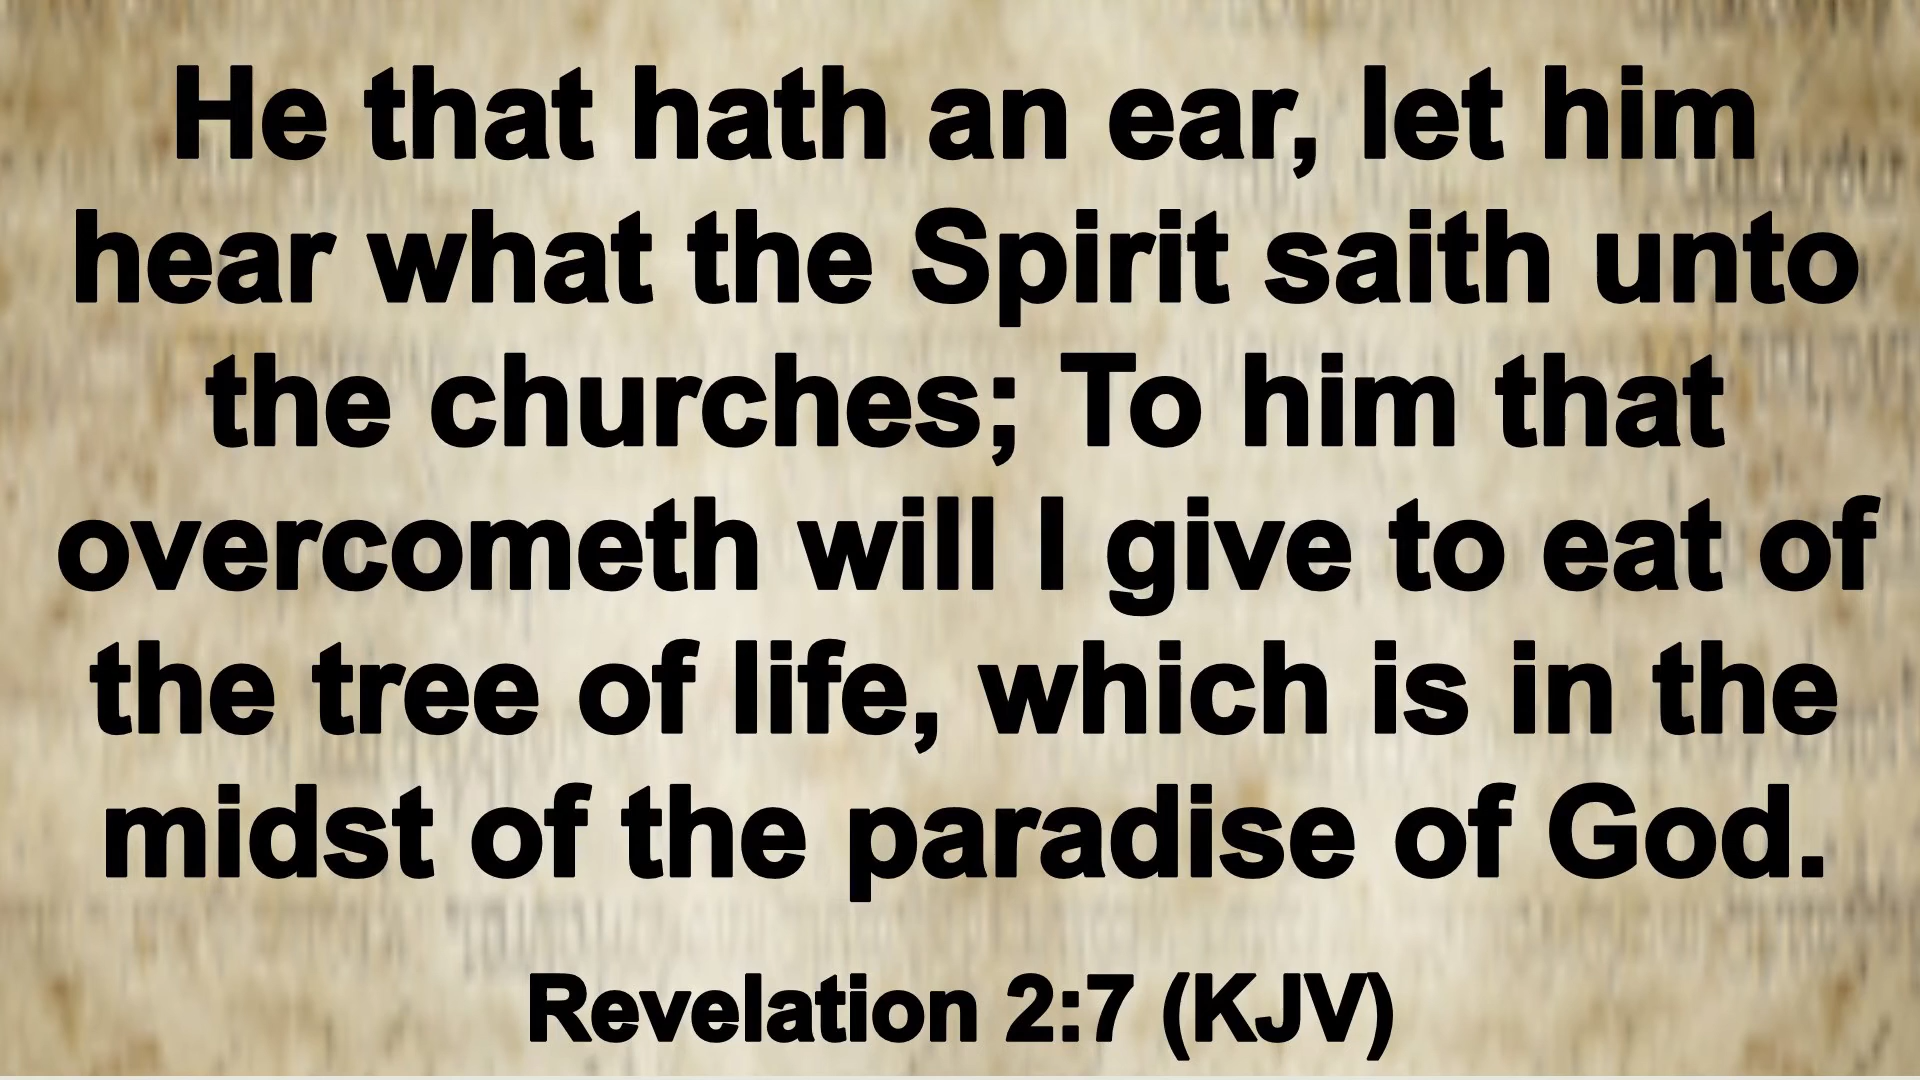 He that hath an ear, let him
hear what the Spirit saith unto
the churches; To him that
overcometh will I give to eat of
the tree of life, which is in the
midst of the paradise of God.
Revelation 2:7 (KJV)